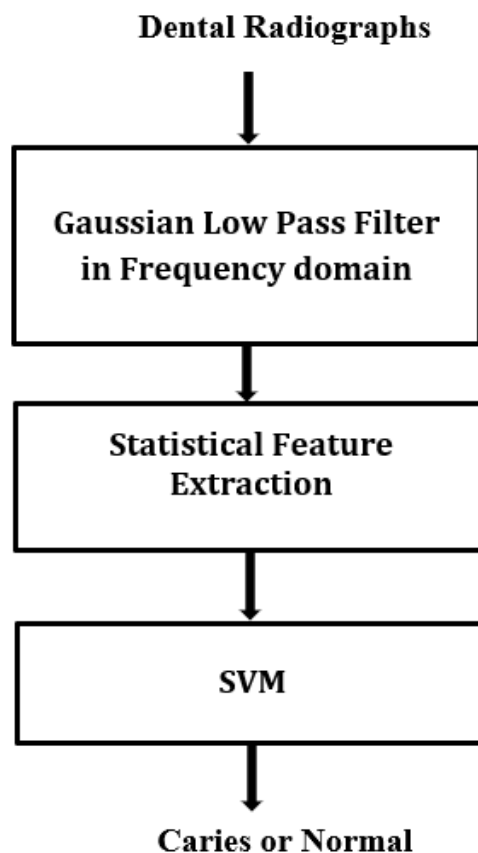 Dental Radiographs
Gaussian Low Pass Filter
in Frequency domain
Statistical Feature
Extraction
SVM
Caries or Normal